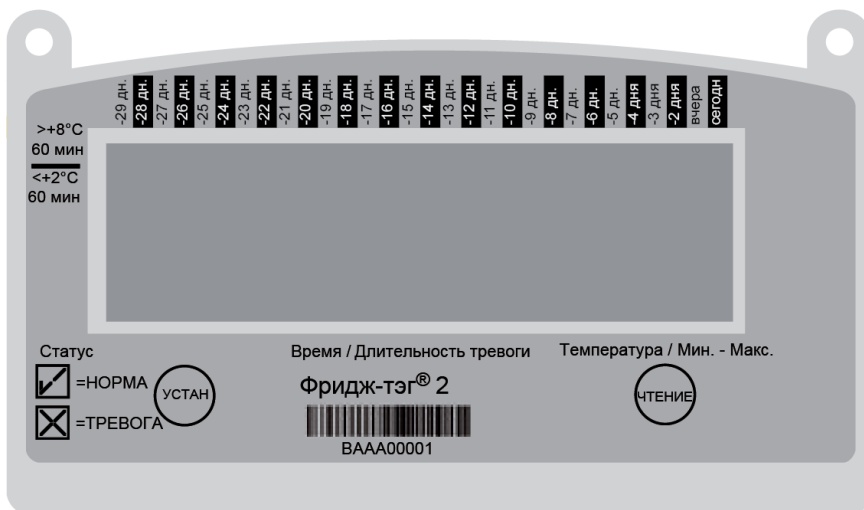 -29 дн. -28 дн. -27 дн. -26 дн. -25 дн. -24 дн. -23 дн. -22 дн. -21 дн. -20 дн. -19 дн. -18 дн. -17 дн. -16 дн. -15 дн. -14 дн. -13 дн. -12 дн. -11 дн. -10 дн. -9 дн. -8 дн. -7 дн. -6 дн. -5 дн. -4 дня -3 дня -2 дня вчера сегодн
>+8°C
60 мин
<+2°C
60 мин
Статус
=НОРМА
=ТРЕВОГА
УСТАН
Время / Длительность тревоги
Фридж-тэг® 2
BAAA00001
Температура / Мин. - Макс.
ЧТЕНИЕ